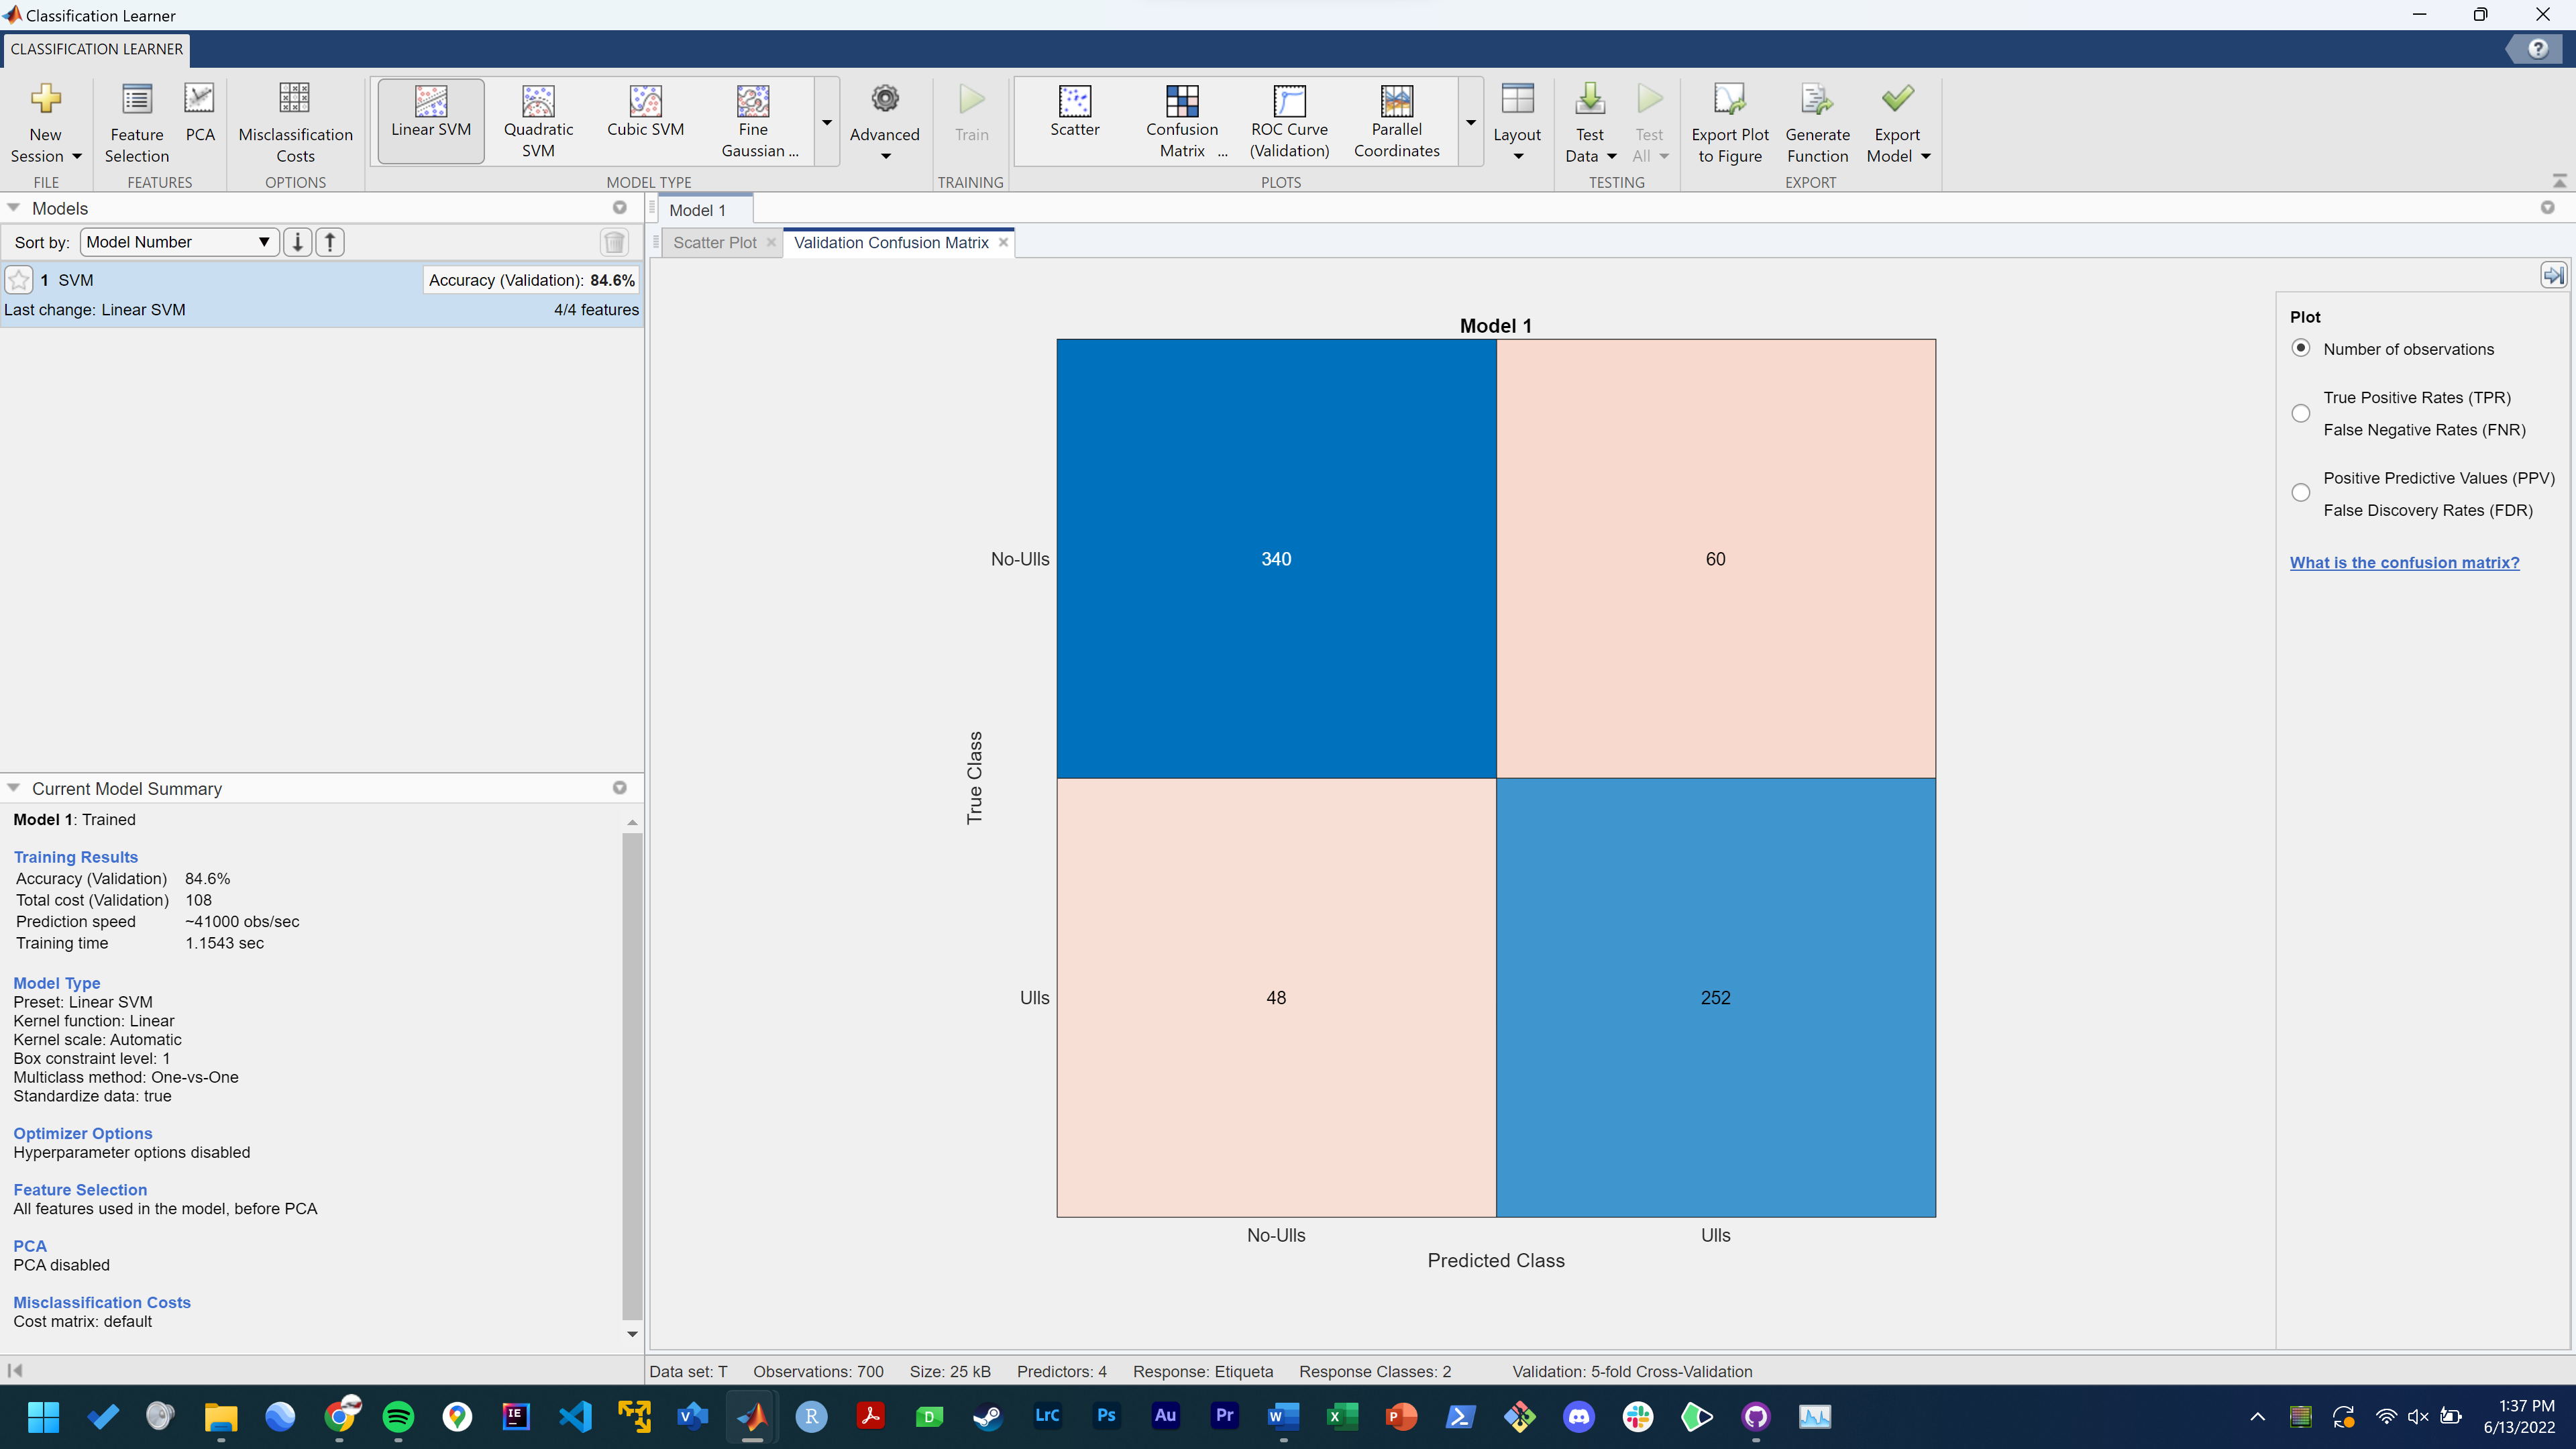 Classification Learner
CLASSIFICATION LEARNER
?
New
Session
Feature
Selection
PCA
Misclassification
Costs
Linear SVM
Quadratic
SVM
Cubic SVM
Fine
Gaussian ...
Advanced
Train
Scatter
Confusion
Matrix ...
ROC Curve
(Validation)
Parallel
Coordinates
Layout
Test
Data
Test
All
Export Plot
to Figure
Generate
Function
Export
Model
FILE
FEATURES
OPTIONS
MODEL TYPE
TRAINING
PLOTS
TESTING
EXPORT
Models
Sort by: Model Number
1 SVM Accuracy (Validation): 84.6%
Last change: Linear SVM 4/4 features
Current Model Summary
Model 1: Trained
Training Results
Accuracy (Validation) 84.6%
Total cost (Validation) 108
Prediction speed ~41000 obs/sec
Training time 1.1543 sec
Model Type
Preset: Linear SVM
Kernel function: Linear
Kernel scale: Automatic
Box constraint level: 1
Multiclass method: One-vs-One
Standardize data: true
Optimizer Options
Hyperparameter options disabled
Feature Selection
All features used in the model, before PCA
PCA
PCA disabled
Misclassification Costs
Cost matrix: default
Model 1
Scatter Plot
Validation Confusion Matrix
Model 1
No-Ulls
340
60
True Class
Ulls
48
252
No-Ulls
Ulls
Predicted Class
Plot
Number of observations
True Positive Rates (TPR)
False Negative Rates (FNR)
Positive Predictive Values (PPV)
False Discovery Rates (FDR)
What is the confusion matrix?
Data set: T Observations: 700 Size: 25 kB Predictors: 4 Response: Etiqueta Response Classes: 2 Validation: 5-fold Cross-Validation
IE
V
R
D
LrC
Ps
Au
Pr
W
X
P
1:37 PM
6/13/2022